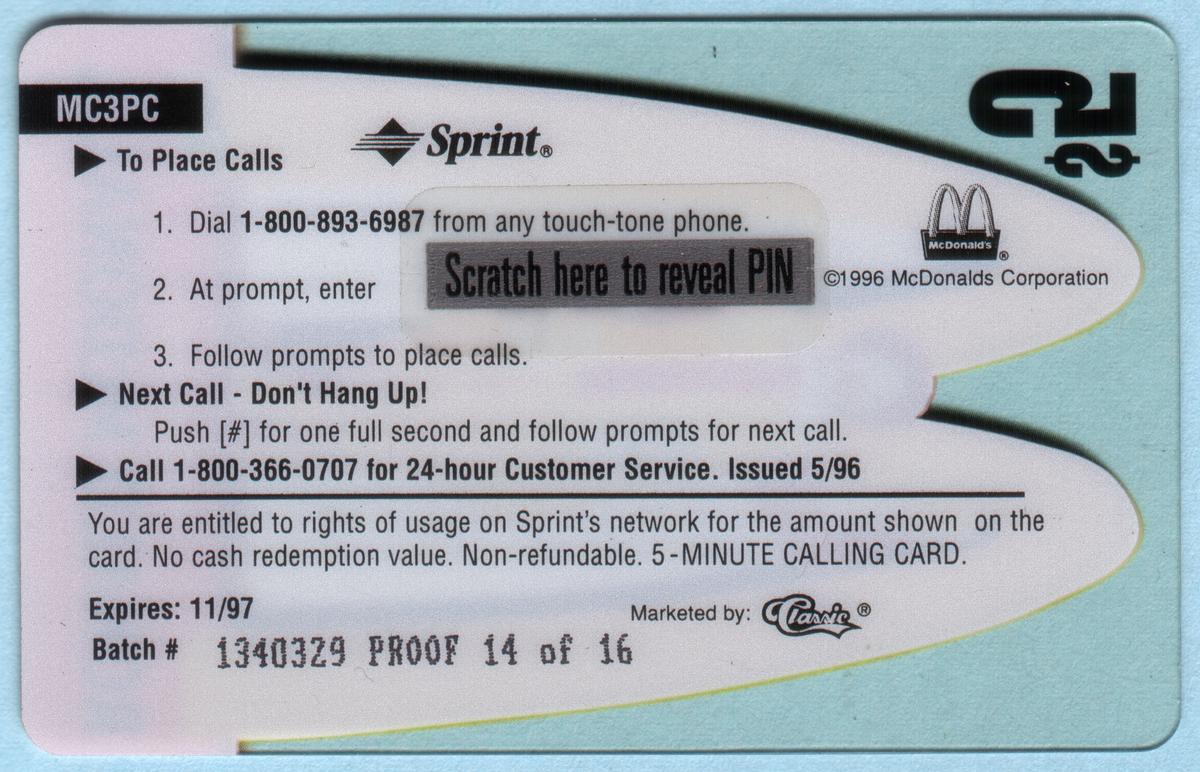 MC3PC
To Place Calls
Sprint®
1. Dial 1-800-893-6987 from any touch-tone phone.
2. At prompt, enter
Scratch here to reveal PIN
McDonald's®
©1996 McDonalds Corporation
3. Follow prompts to place calls.
Next Call - Don't Hang Up!
Push [#] for one full second and follow prompts for next call.
Call 1-800-366-0707 for 24-hour Customer Service. Issued 5/96
You are entitled to rights of usage on Sprint's network for the amount shown on the
card. No cash redemption value. Non-refundable. 5-MINUTE CALLING CARD.
Expires: 11/97
Marketed by: Classic®
Batch # 1340329 PROOF 14 of 16